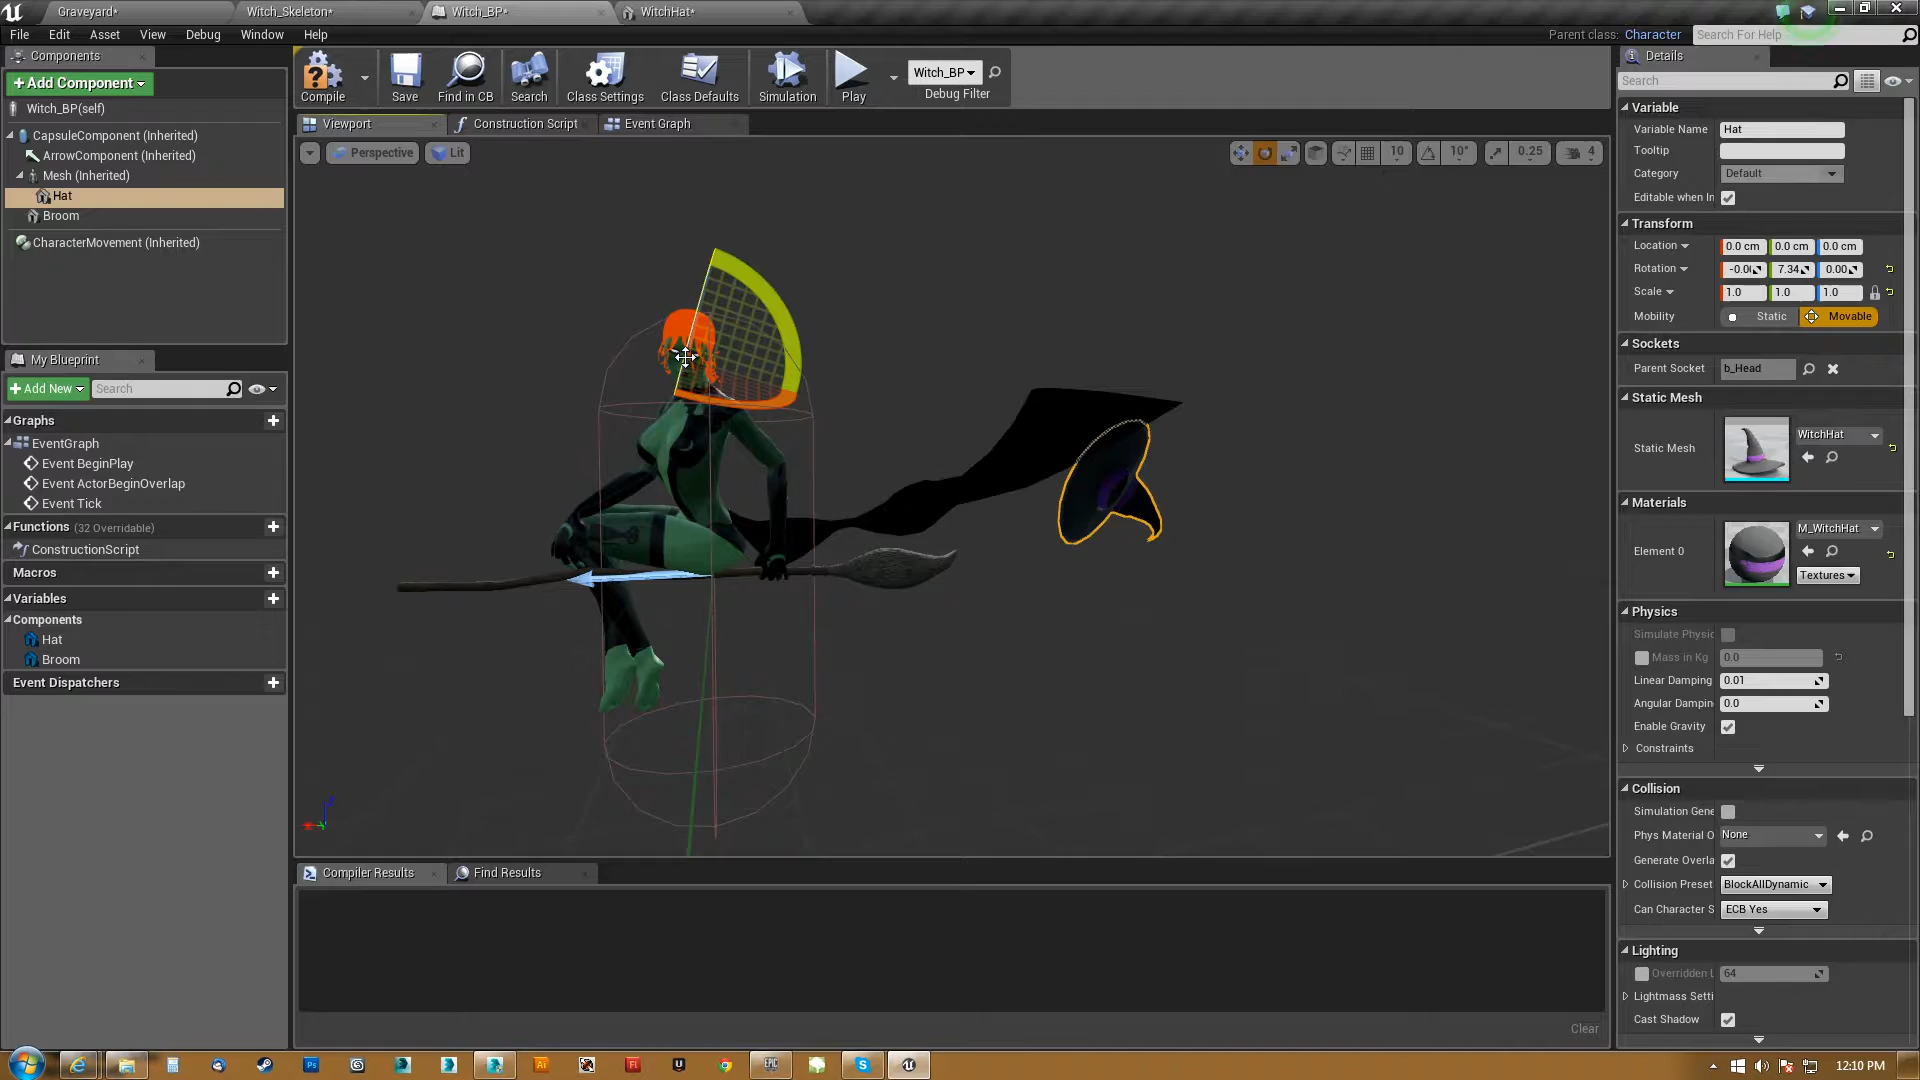 Graveyard*
Witch_Skeleton*
Witch_BP*
WitchHat*
File Edit Asset View Debug Window Help
Parent class: Character
Search For Help
Components
+Add Component
Witch_BP(self)
CapsuleComponent (Inherited)
ArrowComponent (Inherited)
Mesh (Inherited)
Hat
Broom
CharacterMovement (Inherited)
My Blueprint
+Add New
Search
Graphs
EventGraph
Event BeginPlay
Event ActorBeginOverlap
Event Tick
Functions (32 Overridable)
ConstructionScript
Macros
Variables
Components
Hat
Broom
Event Dispatchers
Compile
Save
Find in CB
Search
Class Settings
Class Defaults
Simulation
Play
Witch_BP
Debug Filter
Viewport
Construction Script
Event Graph
Perspective
Lit
10
10°
0.25
4
Compiler Results
Find Results
Clear
Details
Search
Variable
Variable Name Hat
Tooltip
Category Default
Editable when In
Transform
Location 0.0 cm 0.0 cm 0.0 cm
Rotation -0.0 7.34 0.00
Scale 1.0 1.0 1.0
Mobility Static Movable
Sockets
Parent Socket b_Head
Static Mesh
Static Mesh WitchHat
Materials
Element 0 M_WitchHat
Textures
Physics
Simulate Physic
Mass in Kg 0.0
Linear Damping 0.01
Angular Dampin 0.0
Enable Gravity
Constraints
Collision
Simulation Gene
Phys Material O None
Generate Overla
Collision Preset BlockAllDynamic
Can Character S ECB Yes
Lighting
Overridden L 64
Lightmass Setti
Cast Shadow
12:10 PM